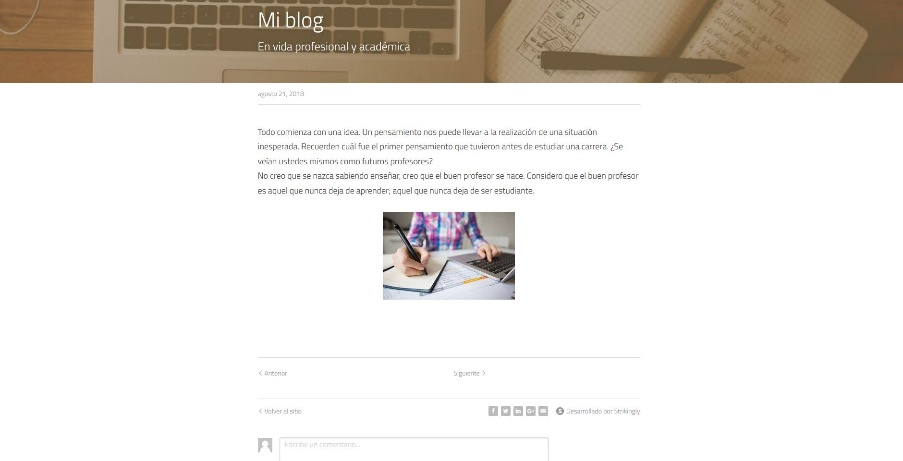 Mi blog
En vida profesional y académica
agosto 21, 2018
Todo comienza con una idea. Un pensamiento nos puede llevar a la realización de una situación
inesperada. Recuerden cuál fue el primer pensamiento que tuvieron antes de estudiar una carrera. ¿Se
veían ustedes mismos como futuros profesores?
No creo que se nazca sabiendo enseñar, creo que el buen profesor se hace. Considero que el buen profesor
es aquel que nunca deja de aprender; aquel que nunca deja de ser estudiante.
Anterior Siguiente
Volver al sitio Desarrollado por Strikingly
Escriba un comentario...